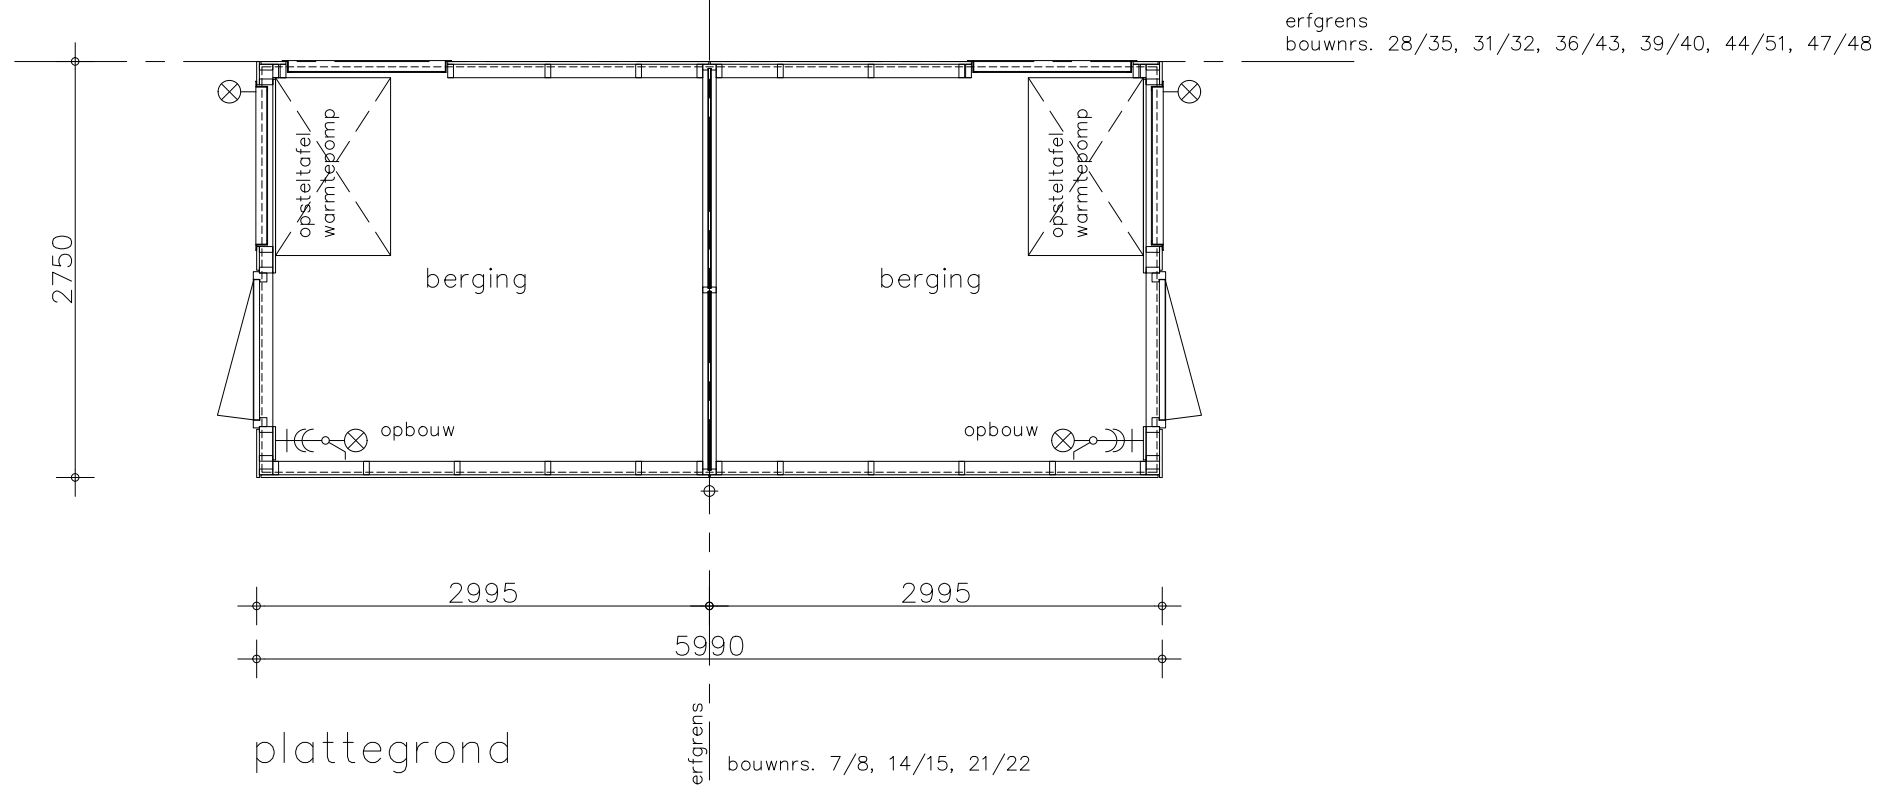 erfgrens
bouwnrs. 28/35, 31/32, 36/43, 39/40, 44/51, 47/48
opsteltafel
warmtepomp
opsteltafel
warmtepomp
2750
berging
berging
opbouw
opbouw
2995
2995
5990
plattegrond
erfgrens
bouwnrs. 7/8, 14/15, 21/22